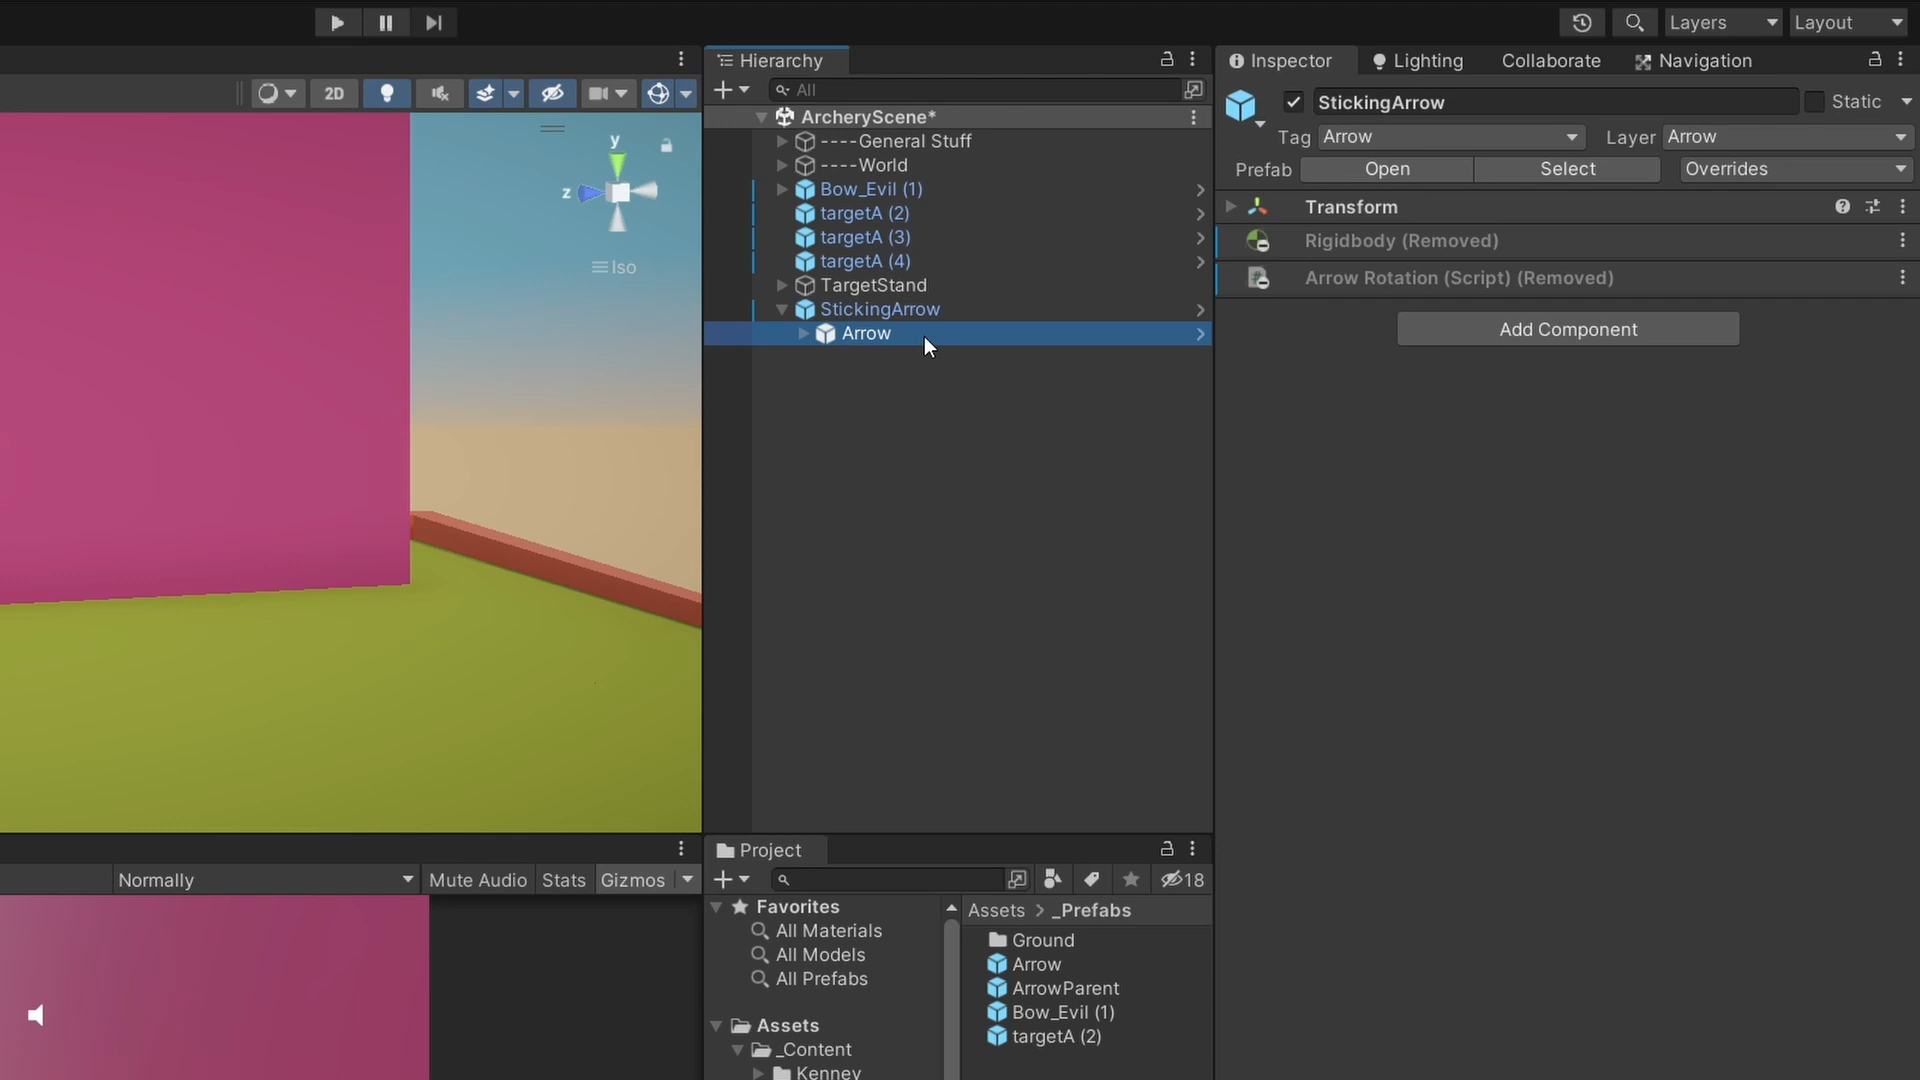 Layers
Layout
Hierarchy
Inspector
Lighting
Collaborate
Navigation
2D
All
StickingArrow
Static
ArcheryScene*
Tag Arrow
Layer Arrow
----General Stuff
----World
Prefab Open Select Overrides
Bow_Evil (1)
targetA (2)
Transform
targetA (3)
Rigidbody (Removed)
targetA (4)
Arrow Rotation (Script) (Removed)
TargetStand
StickingArrow
Arrow
Add Component
y
z
Iso
Project
Normally
Mute Audio
Stats
Gizmos
18
Favorites
Assets > _Prefabs
All Materials
Ground
All Models
Arrow
All Prefabs
ArrowParent
Bow_Evil (1)
Assets
targetA (2)
_Content
Kenney